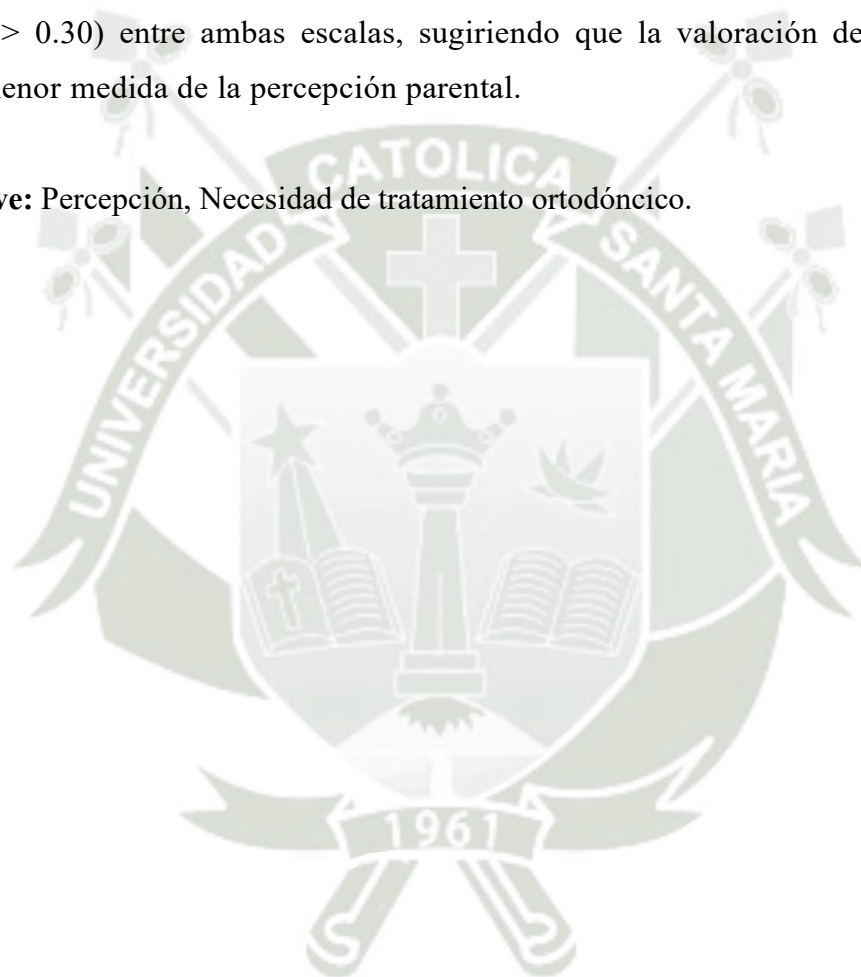 > 0.30) entre ambas escalas, sugiriendo que la valoración de
enor medida de la percepción parental.
ve: Percepción, Necesidad de tratamiento ortodóncico.
UNIVERSIDAD CATOLICA SANTA MARIA
1961